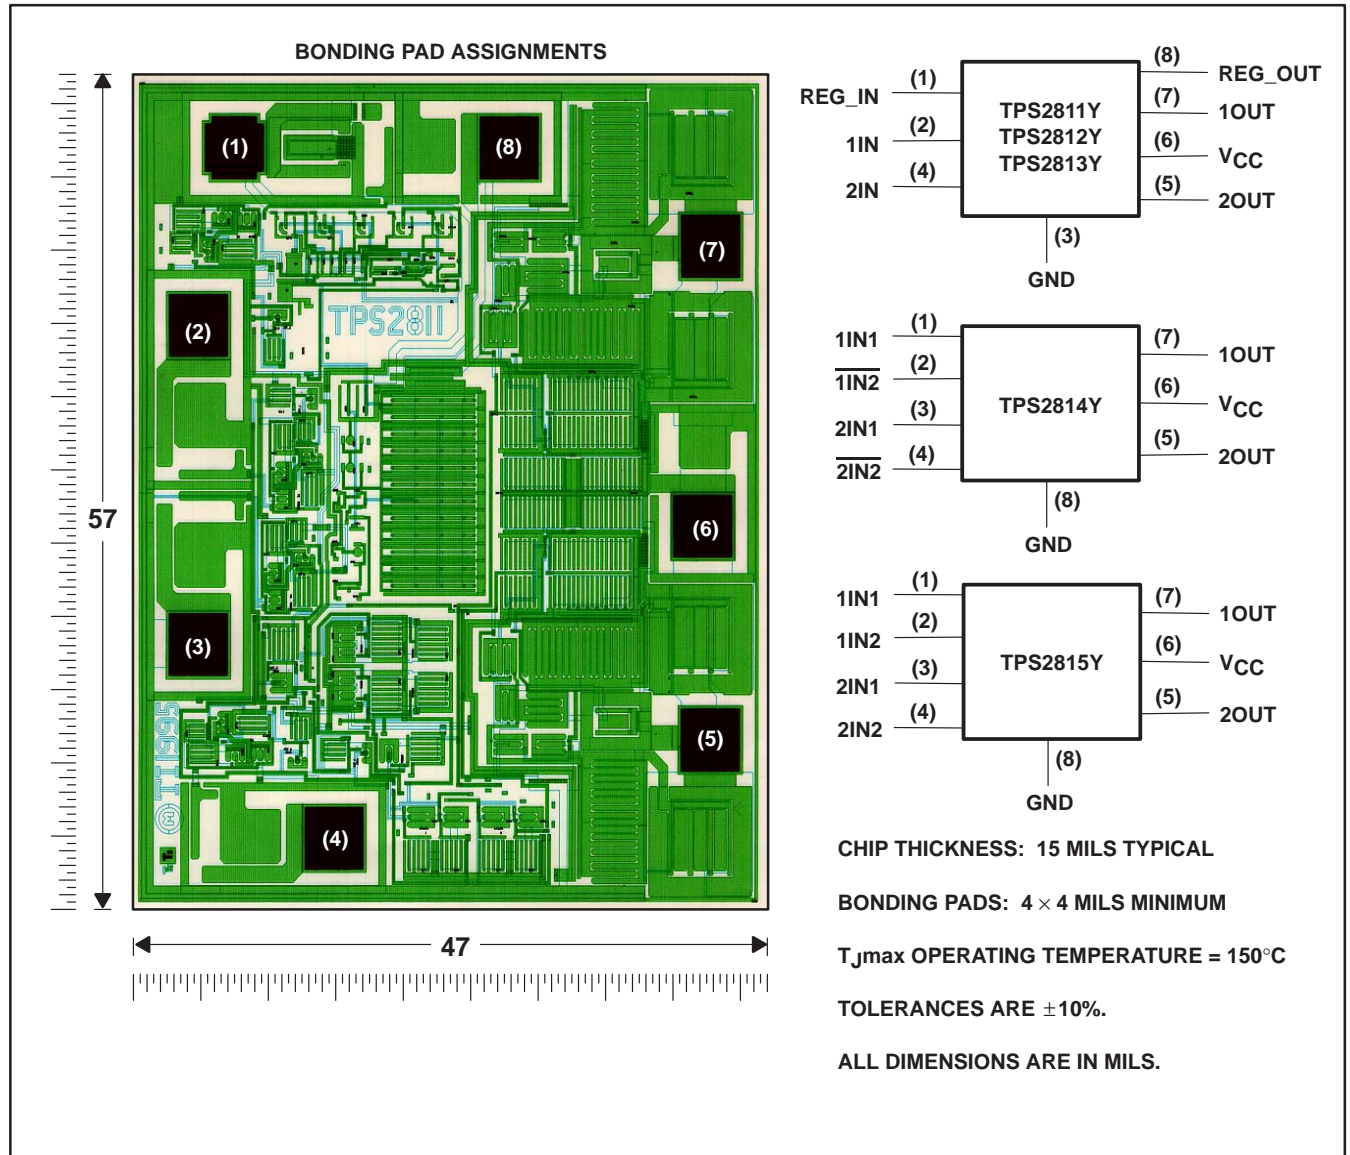 BONDING PAD ASSIGNMENTS
(1)
(8)
(7)
(2)
TPS2811
(6)
(3)
(5)
TI 1995
(M)
(4)
57
47
(1)
REG_IN
(2)
1IN
(4)
2IN
TPS2811Y
TPS2812Y
TPS2813Y
(8)
REG_OUT
(7)
1OUT
(6)
VCC
(5)
2OUT
(3)
GND
(1)
1IN1
(2)
1IN2
(3)
2IN1
(4)
2IN2
TPS2814Y
(7)
1OUT
(6)
VCC
(5)
2OUT
(8)
GND
(1)
1IN1
(2)
1IN2
(3)
2IN1
(4)
2IN2
TPS2815Y
(7)
1OUT
(6)
VCC
(5)
2OUT
(8)
GND
CHIP THICKNESS: 15 MILS TYPICAL
BONDING PADS: 4 × 4 MILS MINIMUM
TJmax OPERATING TEMPERATURE = 150°C
TOLERANCES ARE ±10%.
ALL DIMENSIONS ARE IN MILS.